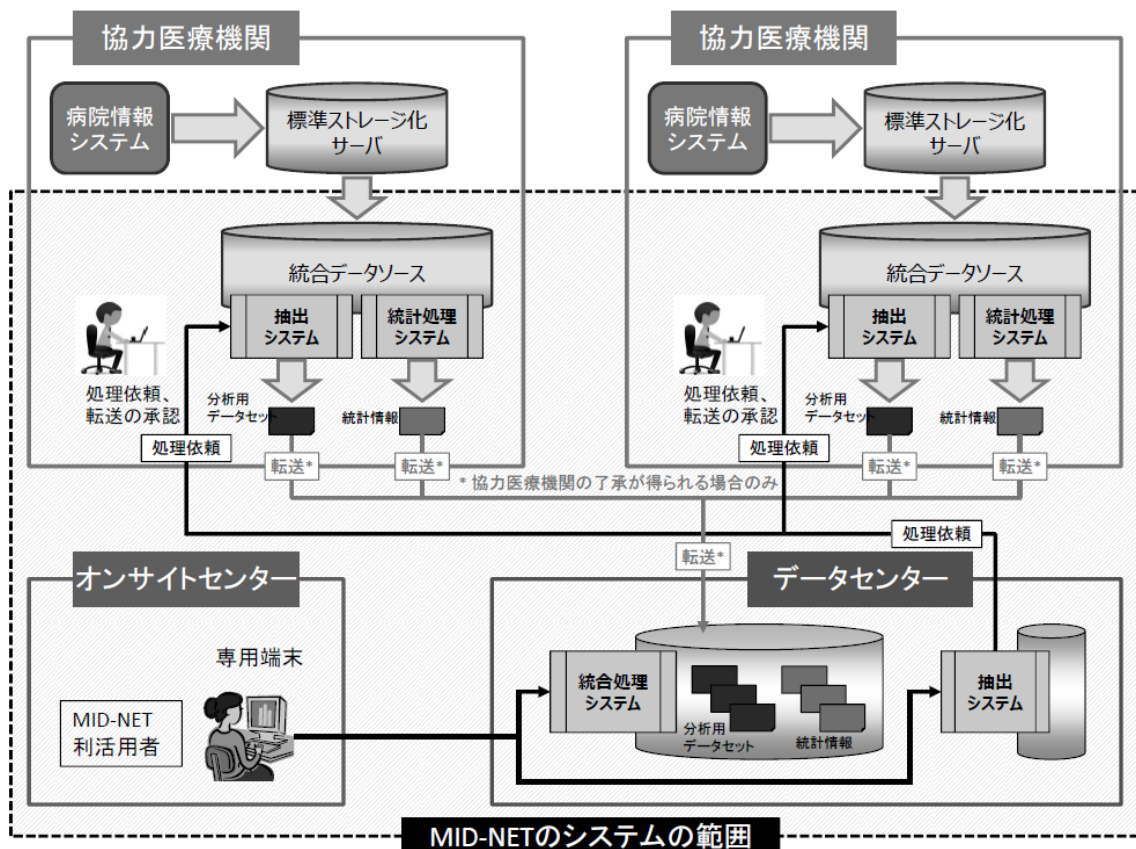 協力医療機関
病院情報
システム
標準ストレージ化
サーバ
統合データソース
抽出
システム
統計処理
システム
処理依頼、
転送の承認
分析用
データセット
統計情報
処理依頼
転送*
転送*
協力医療機関
病院情報
システム
標準ストレージ化
サーバ
統合データソース
抽出
システム
統計処理
システム
処理依頼、
転送の承認
分析用
データセット
統計情報
処理依頼
転送*
転送*
* 協力医療機関の了承が得られる場合のみ
処理依頼
転送*
オンサイトセンター
専用端末
MID-NET
利活用者
データセンター
統合処理
システム
分析用
データセット
統計情報
抽出
システム
MID-NETのシステムの範囲